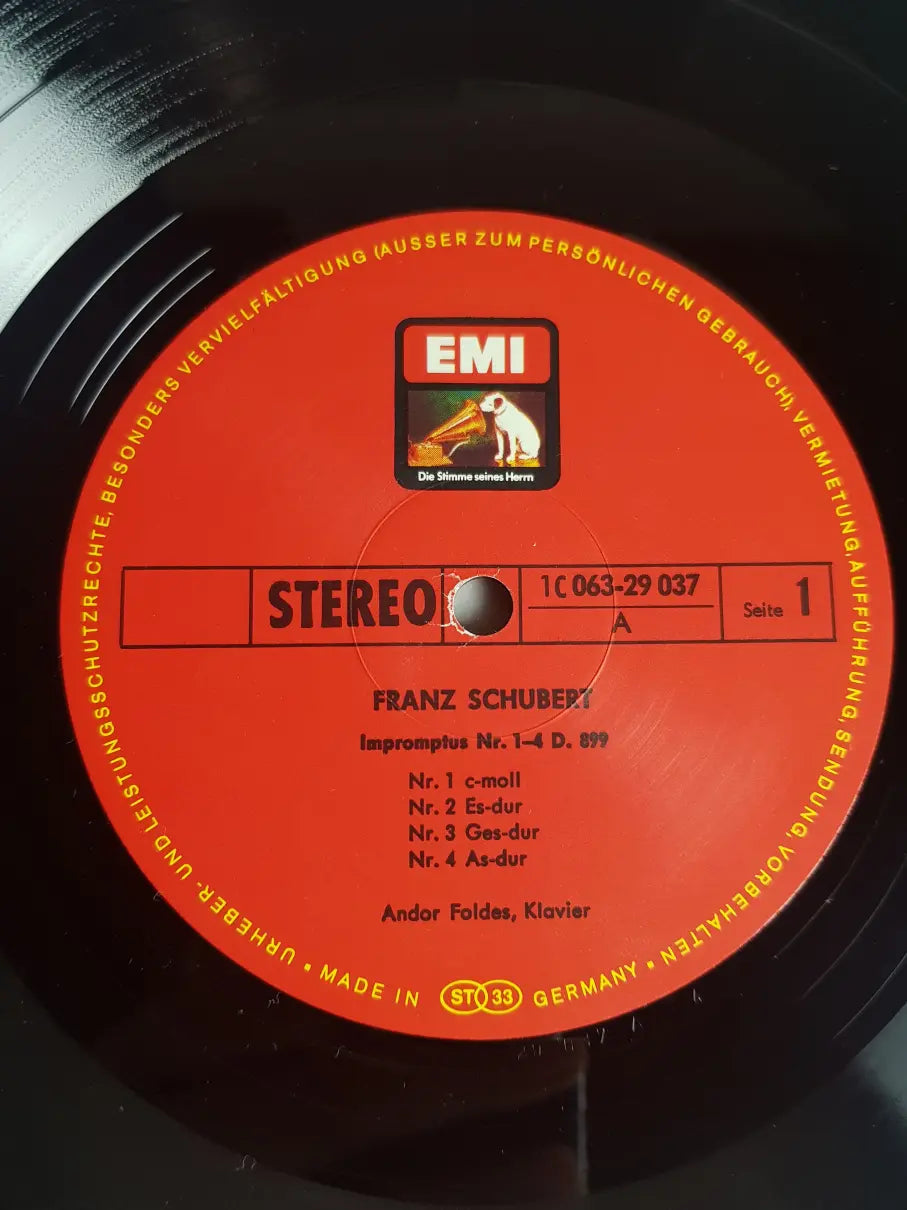 URHEBER- UND LEISTUNGSSCHUTZRECHTE, BESONDERS VERVIELFÄLTIGUNG (AUSSER ZUM PERSÖNLICHEN GEBRAUCH), VERMIETUNG, AUFFÜHRUNG, SENDUNG, VORBEHALTEN
EMI
Die Stimme seines Herrn
STEREO
1C 063-29 037
A
Seite 1
FRANZ SCHUBERT
Impromptus Nr. 1-4 D. 899
Nr. 1 c-moll
Nr. 2 Es-dur
Nr. 3 Ges-dur
Nr. 4 As-dur
Andor Foldes, Klavier
MADE IN ST 33 GERMANY